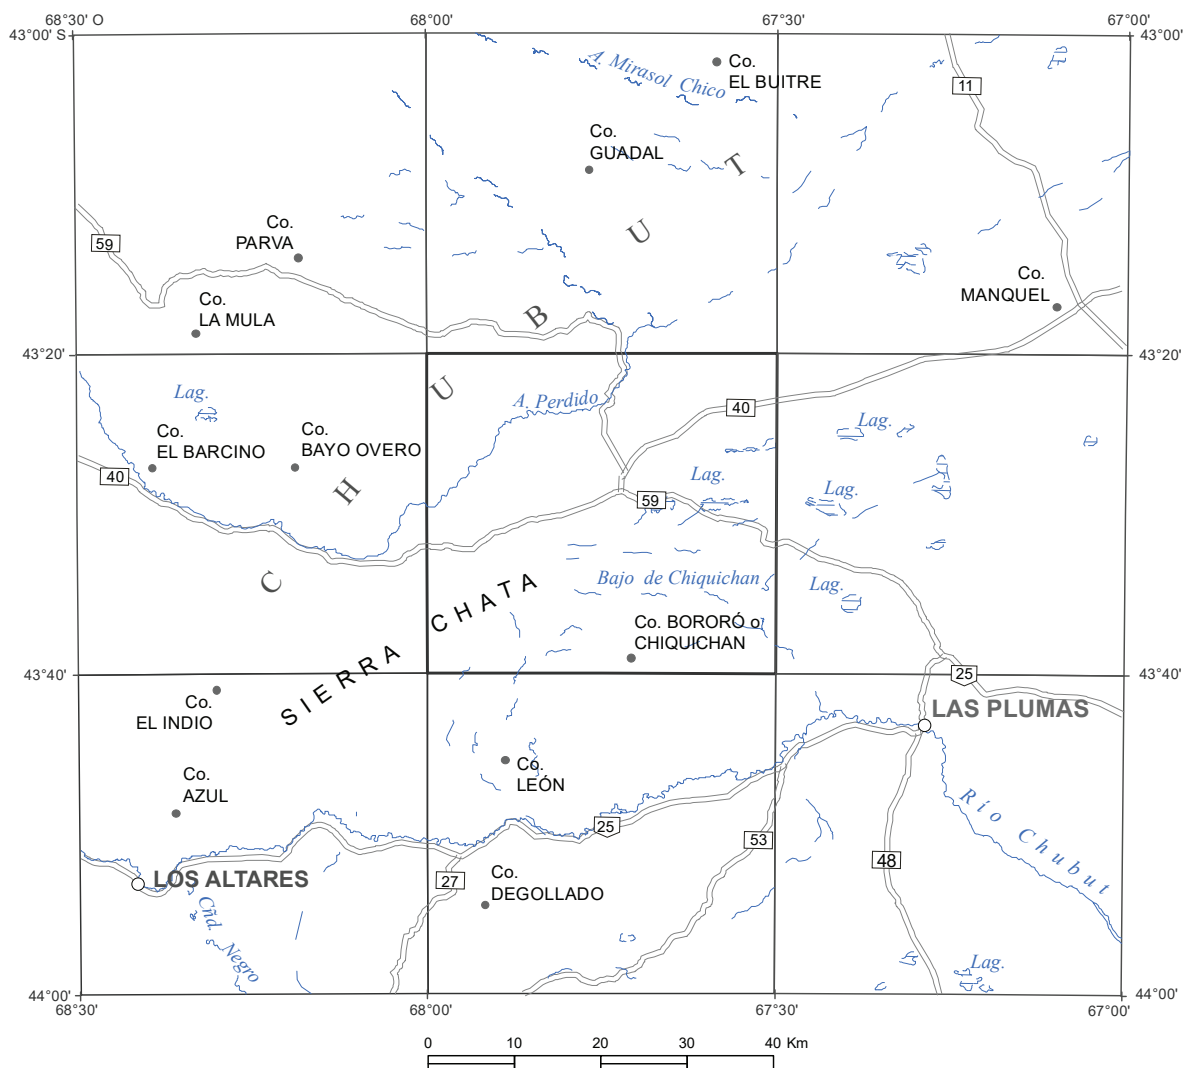 68°30' O
68°00'
67°30'
67°00'
43°00' S
43°00'
A. Mirasol Chico
Co.
EL BUITRE
11
Co.
GUADAL
T
U
Co.
PARVA
59
Co.
MANQUEL
Co.
LA MULA
B
43°20'
43°20'
U
Lag.
A. Perdido
40
Lag.
Co.
EL BARCINO
Co.
BAYO OVERO
40
H
Lag.
59
Lag.
C
Bajo de Chiquichan
Lag.
SIERRA CHATA
Co. BORORÓ o
CHIQUICHAN
43°40'
43°40'
25
Co.
EL INDIO
LAS PLUMAS
Co.
LEÓN
Co.
AZUL
Río Chubut
25
53
48
LOS ALTARES
27
Co.
DEGOLLADO
Cñd. Negro
Lag.
44°00'
44°00'
68°30'
68°00'
67°30'
67°00'
0 10 20 30 40 Km